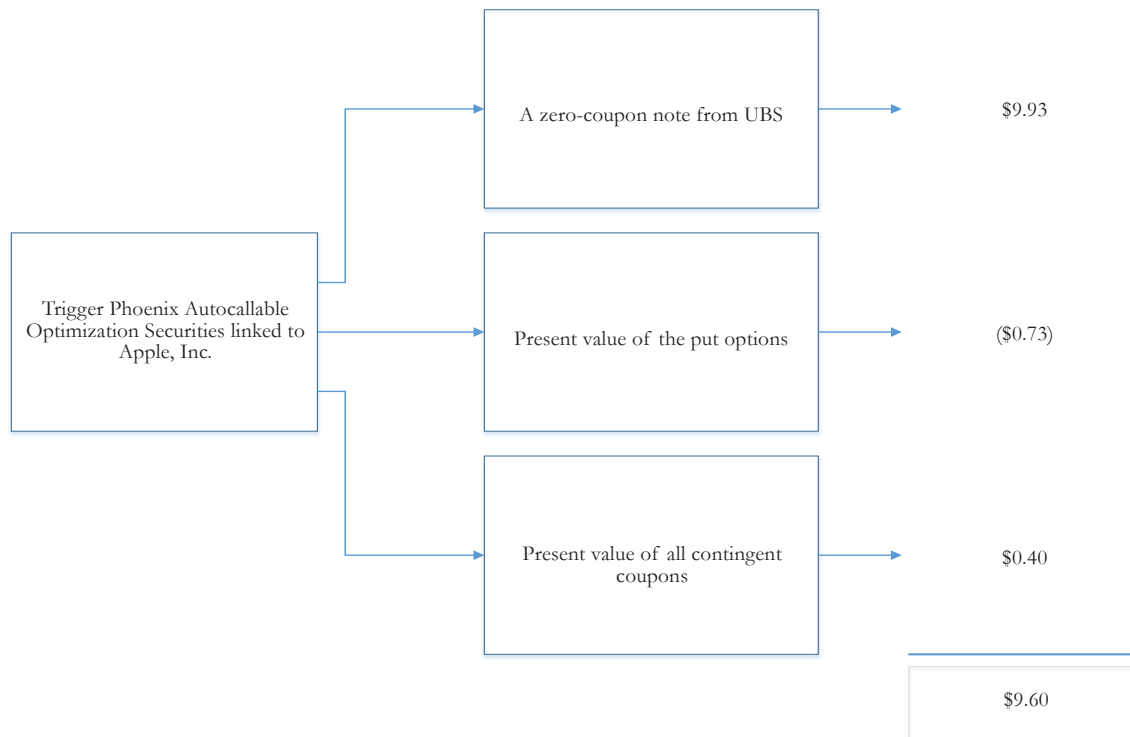 A zero-coupon note from UBS
$9.93
Trigger Phoenix Autocallable
Optimization Securities linked to
Apple, Inc.
Present value of the put options
($0.73)
Present value of all contingent
coupons
$0.40
$9.60